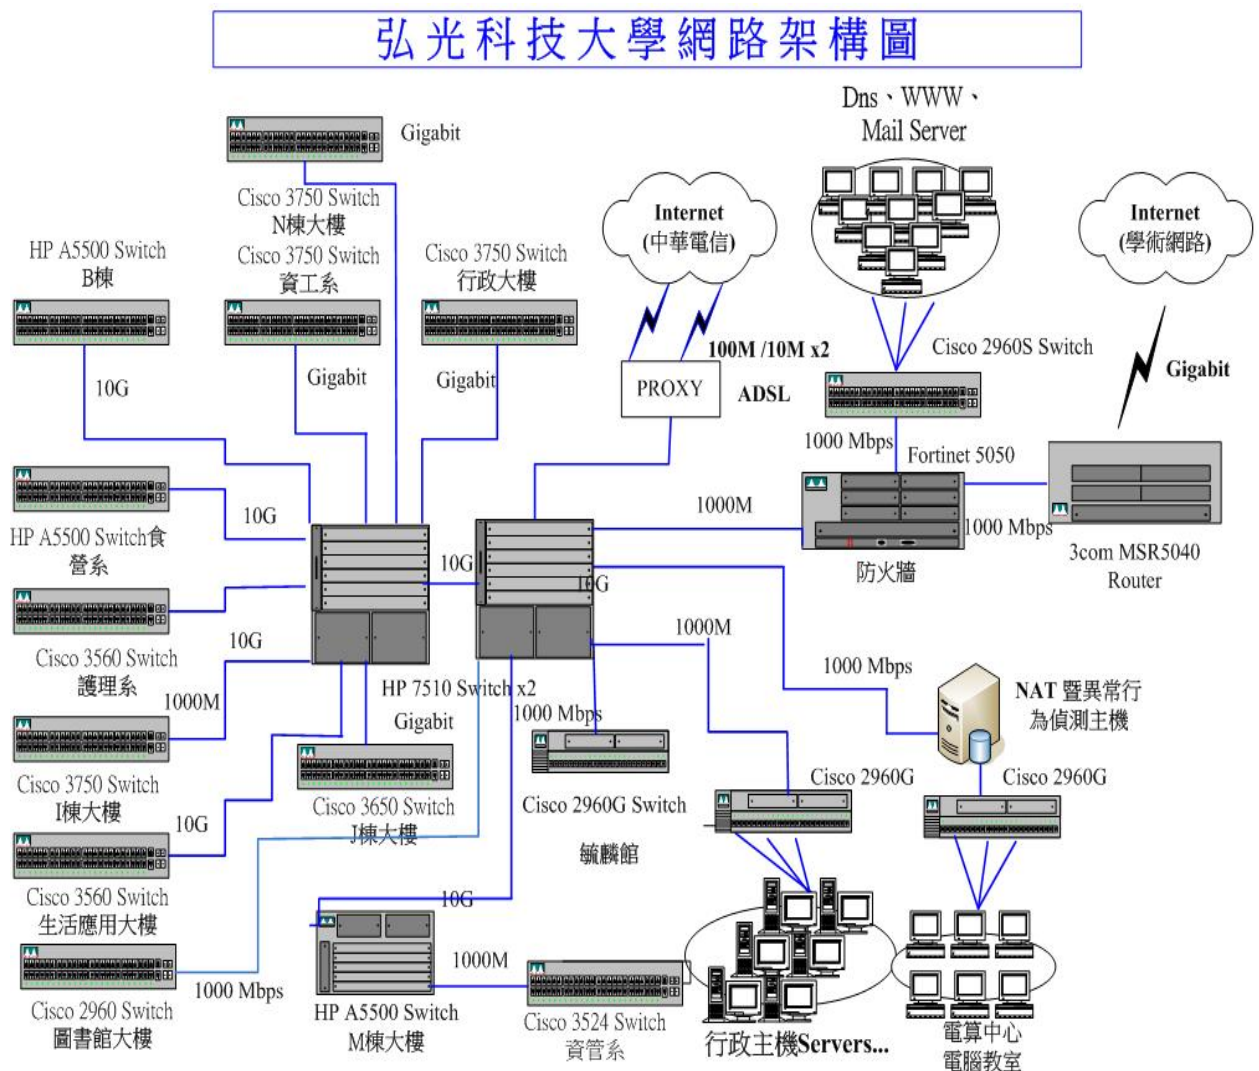 弘光科技大學網路架構圖
Dns、WWW、
Mail Server
Gigabit
Cisco 3750 Switch
N棟大樓
HP A5500 Switch
B棟
Cisco 3750 Switch
資工系
Cisco 3750 Switch
行政大樓
Internet
(中華電信)
Internet
(學術網路)
10G
Gigabit
Gigabit
100M /10M x2
ADSL
PROXY
Cisco 2960S Switch
Gigabit
1000 Mbps
Fortinet 5050
HP A5500 Switch食
營系
10G
10G
10G
1000M
1000 Mbps
防火牆
3com MSR5040
Router
Cisco 3560 Switch
護理系
10G
1000M
1000M
1000 Mbps
HP 7510 Switch x2
Gigabit
1000 Mbps
NAT 暨異常行
為偵測主機
Cisco 3750 Switch
I棟大樓
Cisco 3650 Switch
J棟大樓
Cisco 2960G Switch
毓麟館
Cisco 2960G
Cisco 2960G
10G
Cisco 3560 Switch
生活應用大樓
10G
1000M
1000 Mbps
Cisco 2960 Switch
圖書館大樓
HP A5500 Switch
M棟大樓
Cisco 3524 Switch
資管系
行政主機Servers...
電算中心
電腦教室